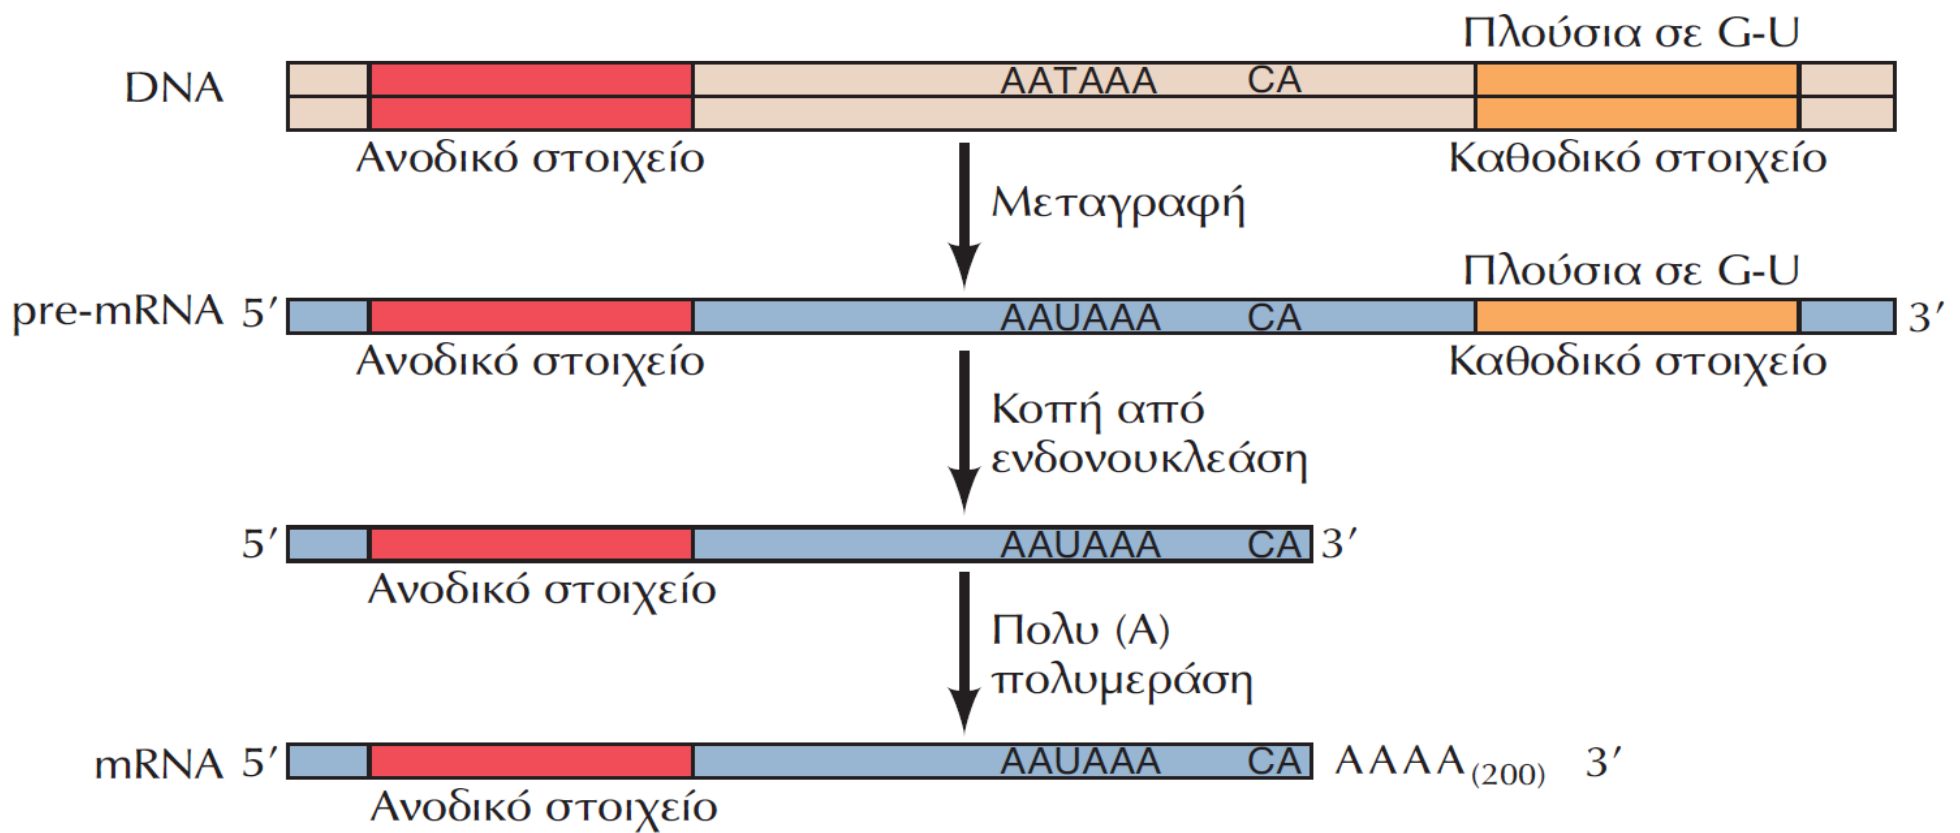 Πλούσια σε G-U
DNA
AATAAA CA
Ανοδικό στοιχείο Καθοδικό στοιχείο
Μεταγραφή
Πλούσια σε G-U
pre-mRNA 5′ AAUAAA CA 3′
Ανοδικό στοιχείο Καθοδικό στοιχείο
Κοπή από
ενδονουκλεάση
5′ AAUAAA CA 3′
Ανοδικό στοιχείο
Πολυ (Α)
πολυμεράση
mRNA 5′ AAUAAA CA AAAA(200) 3′
Ανοδικό στοιχείο